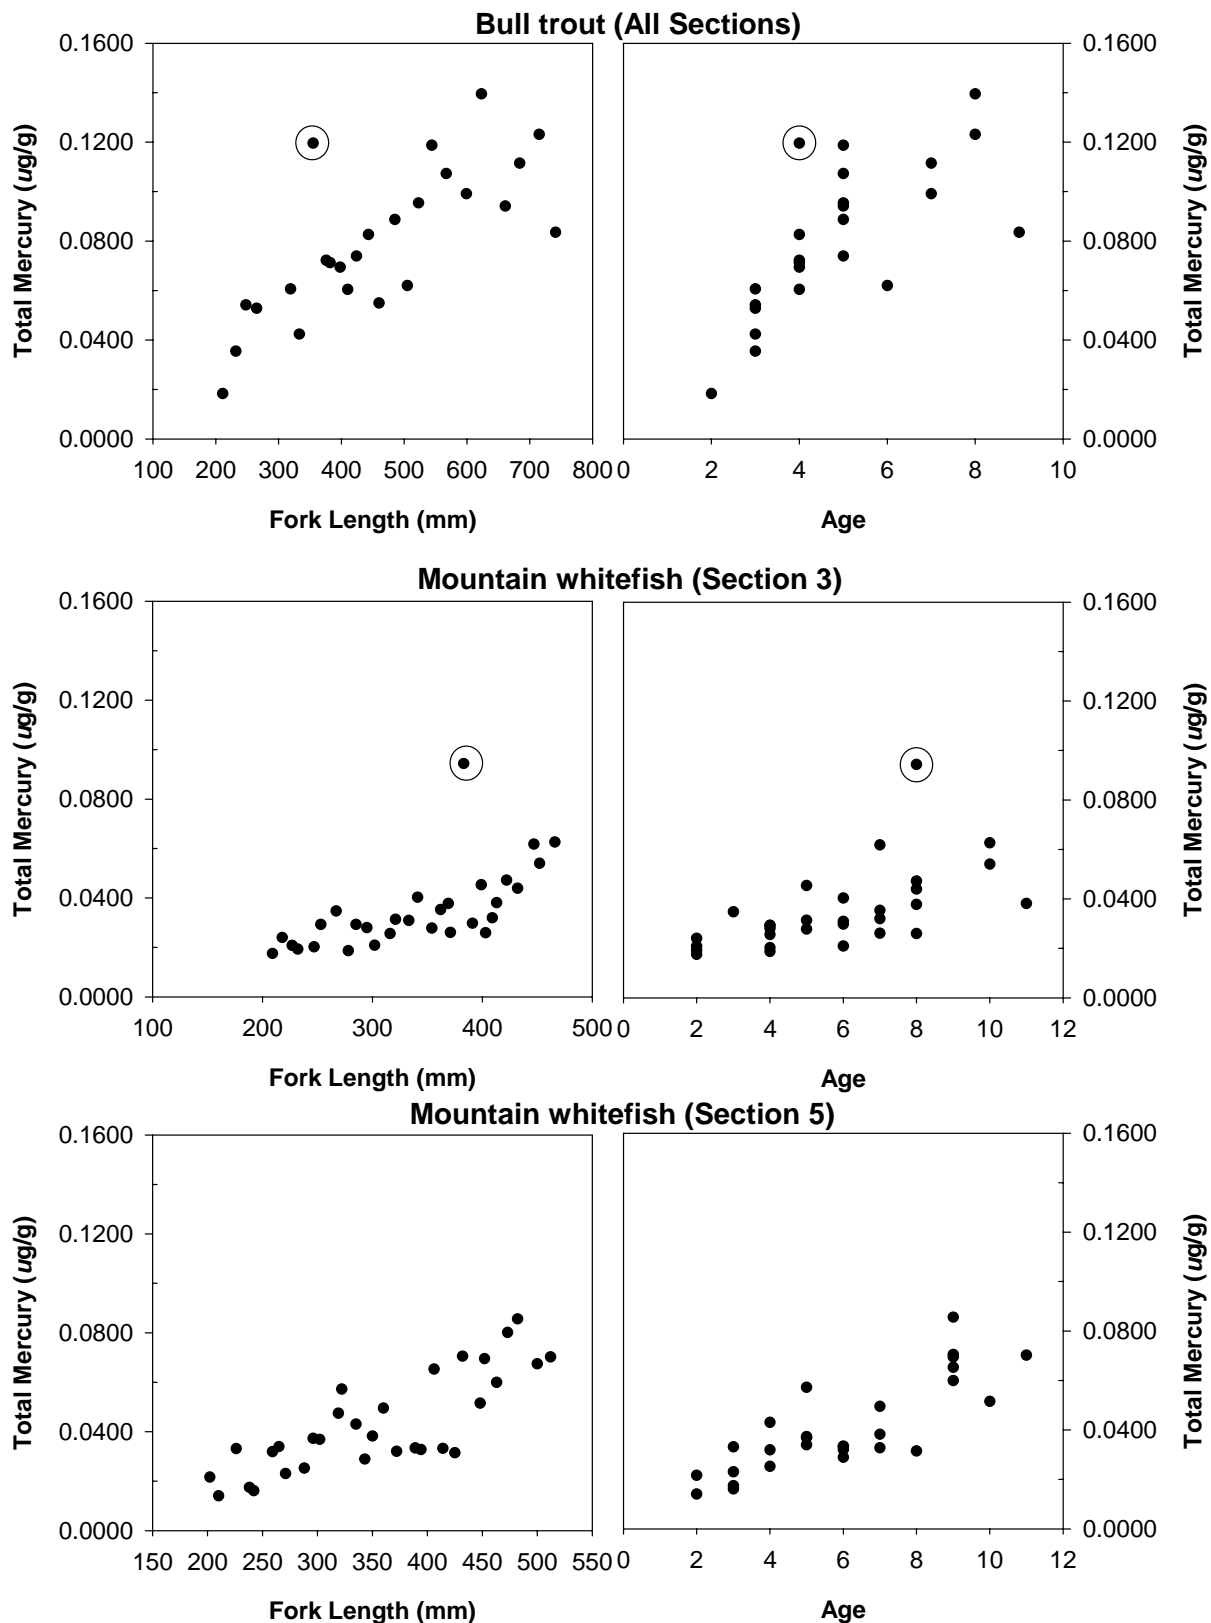 Bull trout (All Sections)
0.1600
0.1200
0.0800
0.0400
0.0000
Total Mercury (ug/g)
100 200 300 400 500 600 700 800
Fork Length (mm)
0 2 4 6 8 10
Age
0.1600
0.1200
0.0800
0.0400
0.0000
Total Mercury (ug/g)
Mountain whitefish (Section 3)
0.1600
0.1200
0.0800
0.0400
0.0000
Total Mercury (ug/g)
100 200 300 400 500
Fork Length (mm)
0 2 4 6 8 10 12
Age
0.1600
0.1200
0.0800
0.0400
0.0000
Total Mercury (ug/g)
Mountain whitefish (Section 5)
0.1600
0.1200
0.0800
0.0400
0.0000
Total Mercury (ug/g)
150 200 250 300 350 400 450 500 550
Fork Length (mm)
0 2 4 6 8 10 12
Age
0.1600
0.1200
0.0800
0.0400
0.0000
Total Mercury (ug/g)